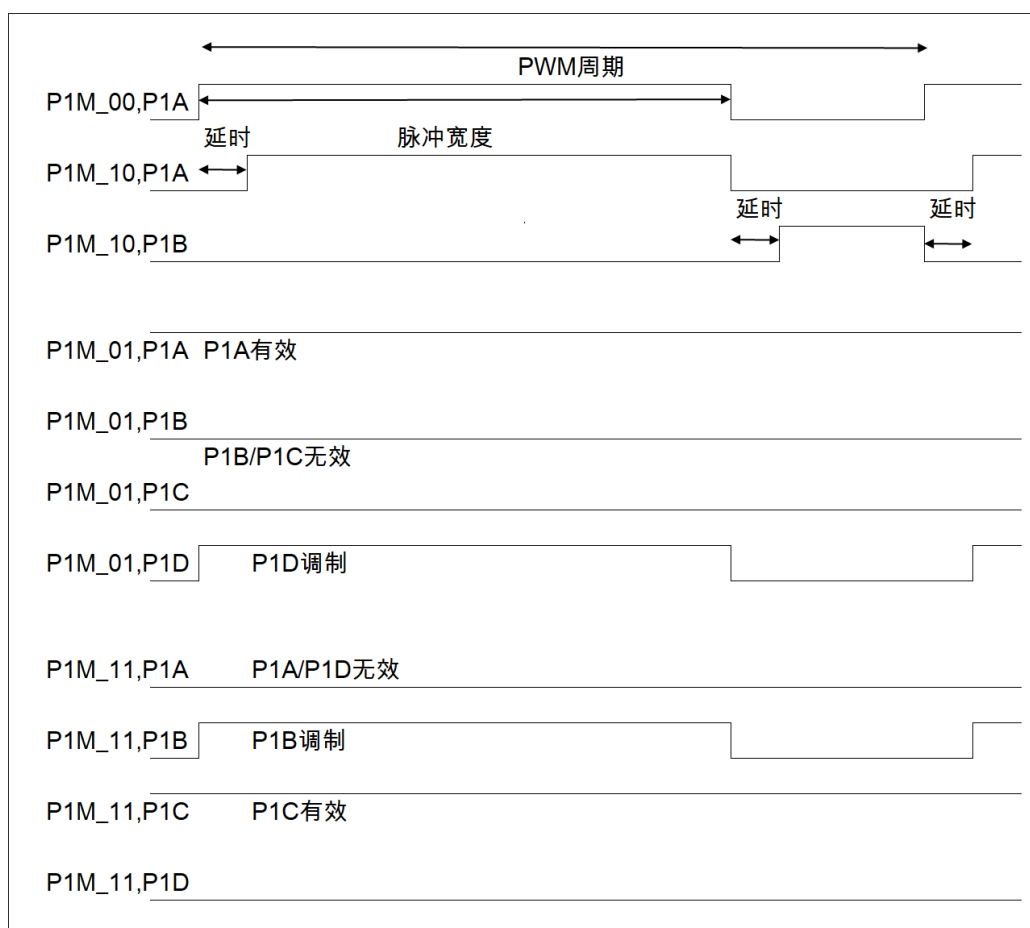 PWM周期
P1M_00,P1A
延时 脉冲宽度
P1M_10,P1A
延时 延时
P1M_10,P1B
P1M_01,P1A P1A有效
P1M_01,P1B
P1B/P1C无效
P1M_01,P1C
P1M_01,P1D P1D调制
P1M_11,P1A P1A/P1D无效
P1M_11,P1B P1B调制
P1M_11,P1C P1C有效
P1M_11,P1D